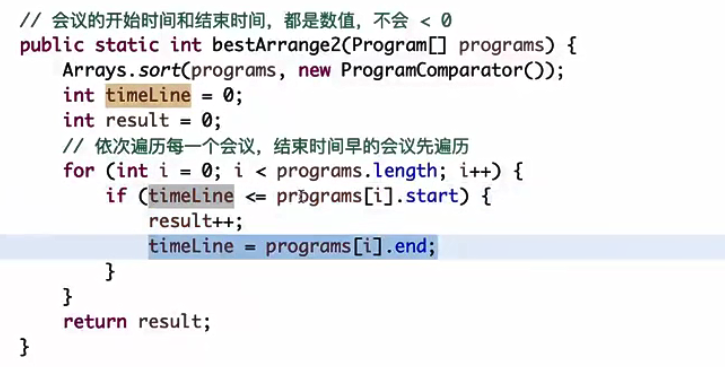 // 会议的开始时间和结束时间，都是数值，不会 < 0
public static int bestArrange2(Program[] programs) {
    Arrays.sort(programs, new ProgramComparator());
    int timeLine = 0;
    int result = 0;
    // 依次遍历每一个会议，结束时间早的会议先遍历
    for (int i = 0; i < programs.length; i++) {
        if (timeLine <= programs[i].start) {
            result++;
            timeLine = programs[i].end;
        }
    }
    return result;
}